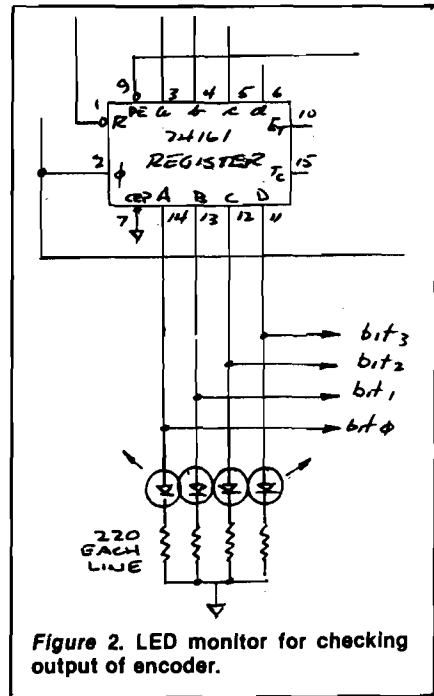 9 3 4 5 6
1 PE a b c d
R 74161 ET 10
2 φ REGISTER TC 15
CEP A B C D
7 14 13 12 11
bit3
bit2
bit1
bitφ
220
EACH
LINE
Figure 2. LED monitor for checking
output of encoder.